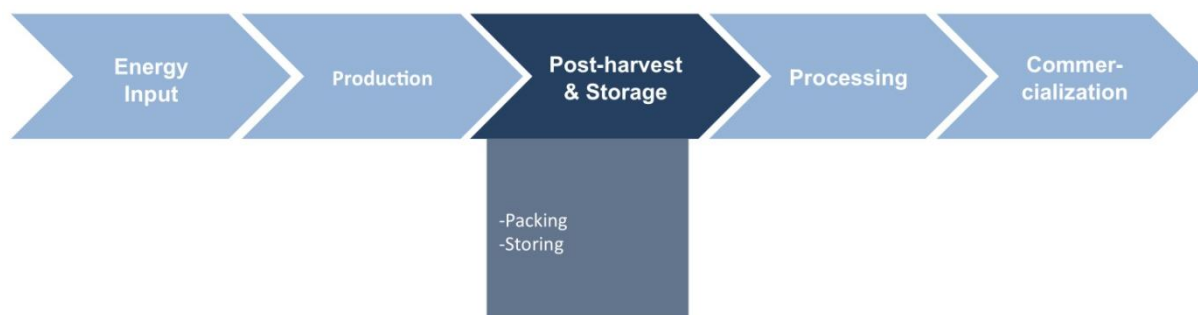 Energy
Input
Production
Post-harvest
& Storage
Processing
Commer-
cialization
-Packing
-Storing